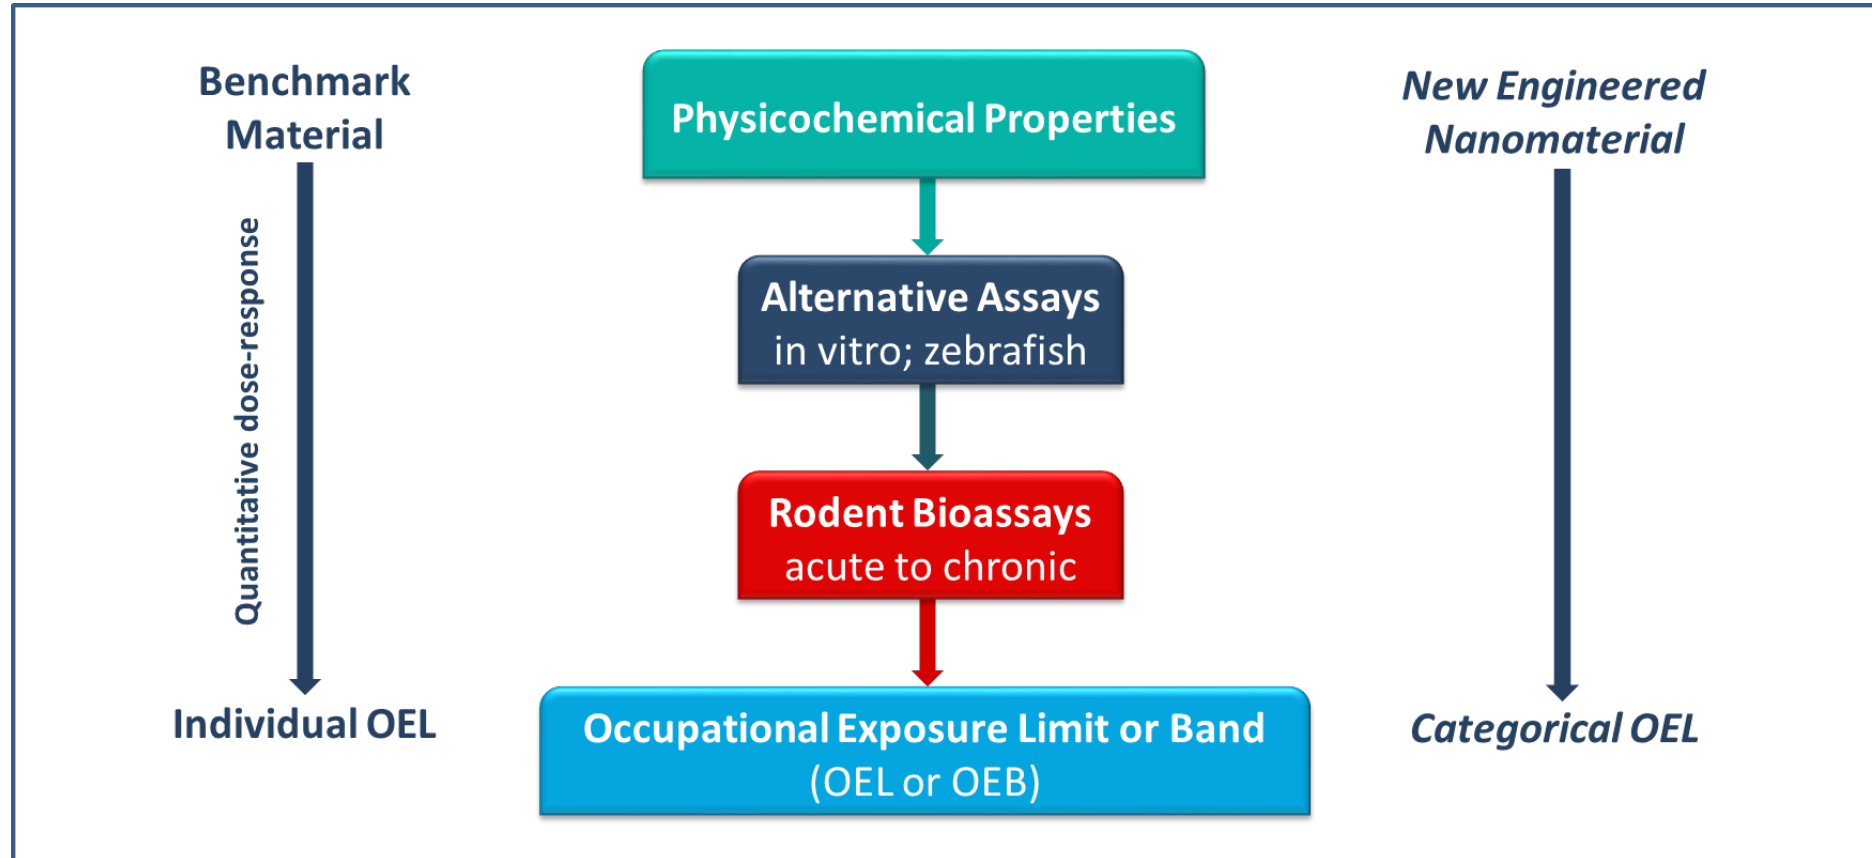 Benchmark
Material
Quantitative dose-response
Individual OEL
Physicochemical Properties
Alternative Assays
in vitro; zebrafish
Rodent Bioassays
acute to chronic
Occupational Exposure Limit or Band
(OEL or OEB)
New Engineered
Nanomaterial
Categorical OEL